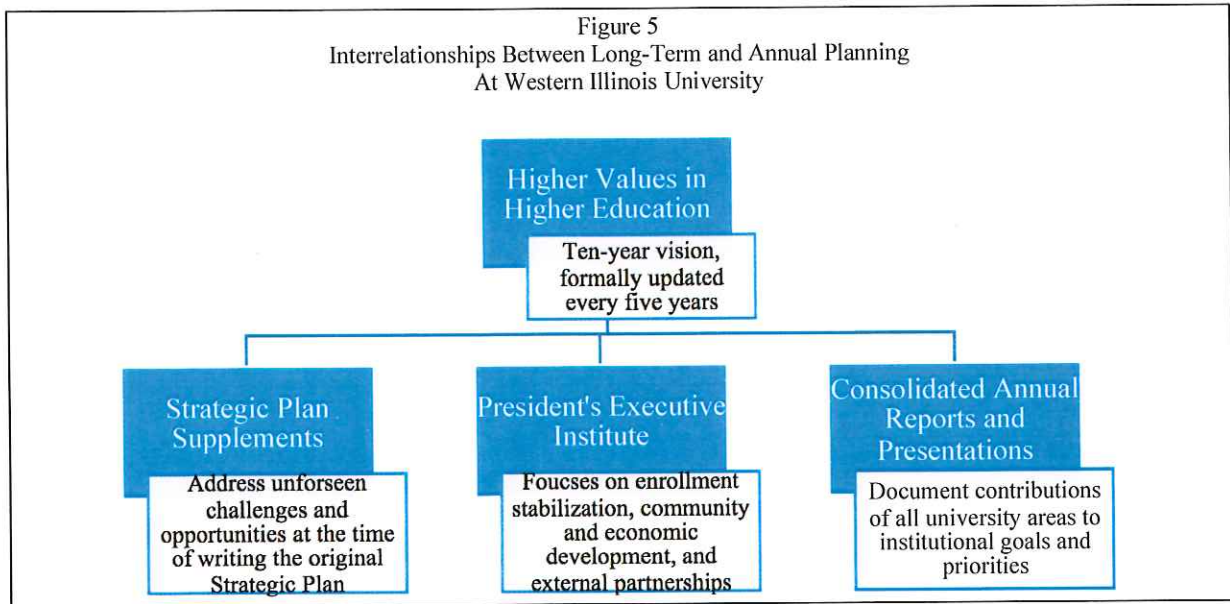 Figure 5
Interrelationships Between Long-Term and Annual Planning
At Western Illinois University
Higher Values in
Higher Education
Ten-year vision,
formally updated
every five years
Strategic Plan
Supplements
Address unforseen
challenges and
opportunities at the time
of writing the original
Strategic Plan
President's Executive
Institute
Foucses on enrollment
stabilization, community
and economic
development, and
external partnerships
Consolidated Annual
Reports and
Presentations
Document contributions
of all university areas to
institutional goals and
priorities